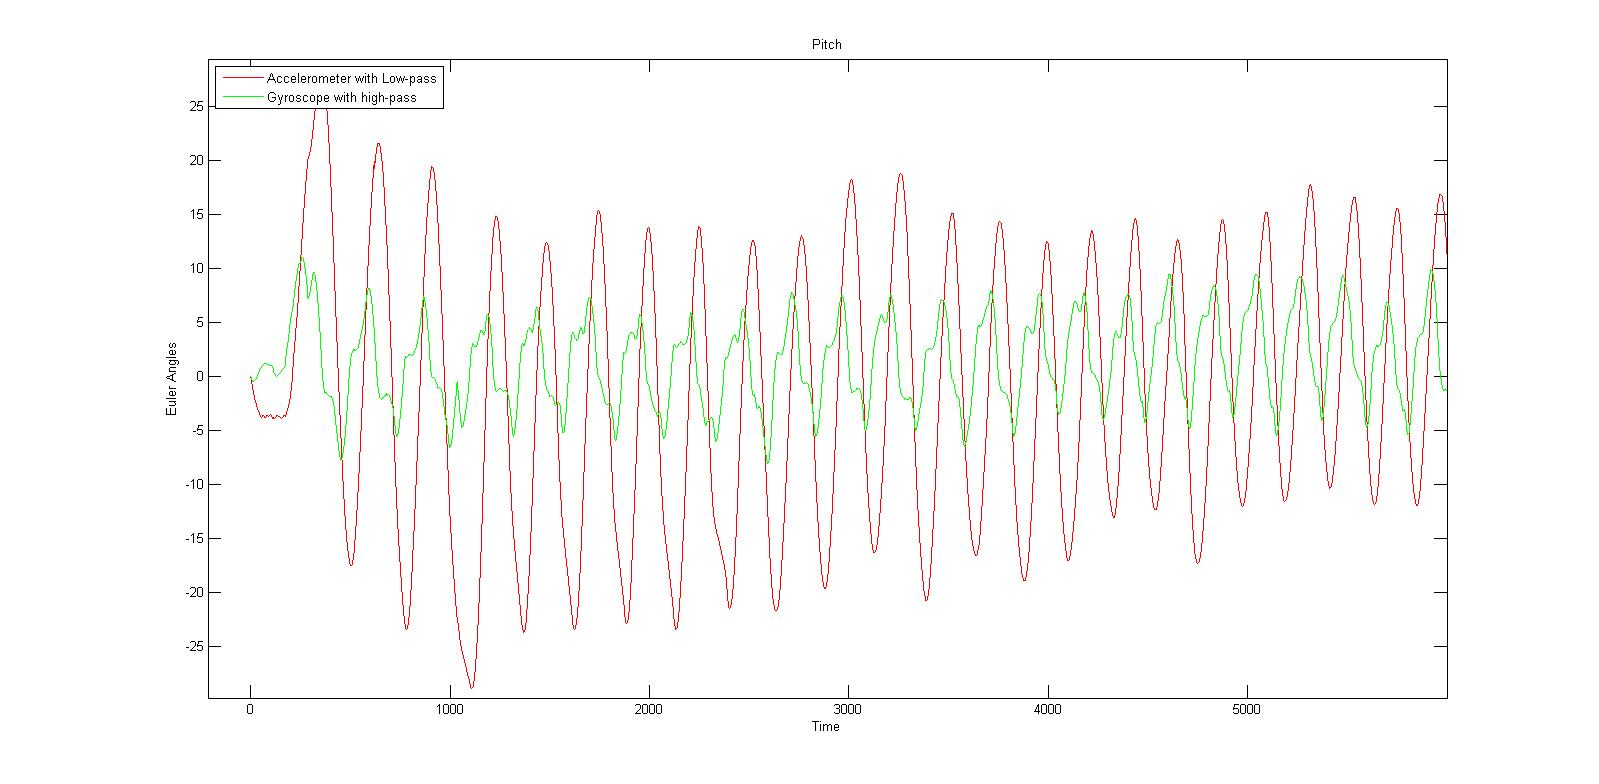 Pitch
Accelerometer with Low-pass
Gyroscope with high-pass
25
20
15
10
5
0
-5
-10
-15
-20
-25
Euler Angles
0 1000 2000 3000 4000 5000
Time